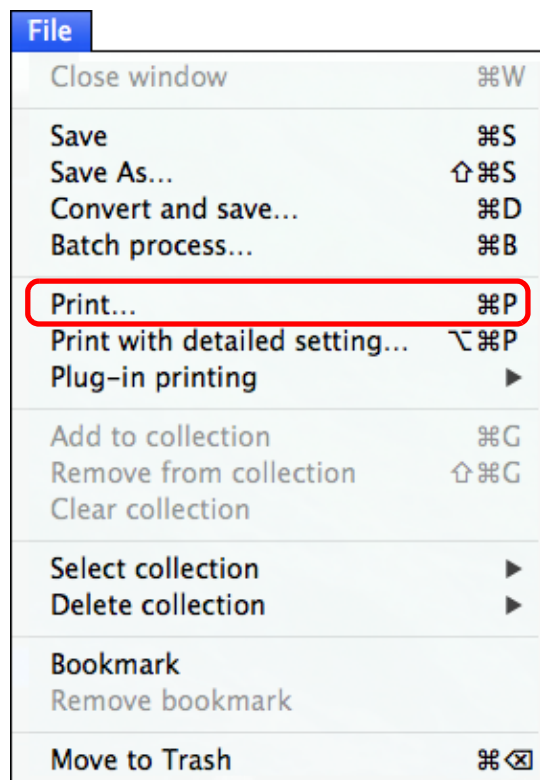 File
Close window ⌘W
Save ⌘S
Save As... ⇧⌘S
Convert and save... ⌘D
Batch process... ⌘B
Print... ⌘P
Print with detailed setting... ⌥⌘P
Plug-in printing ▶
Add to collection ⌘G
Remove from collection ⇧⌘G
Clear collection
Select collection ▶
Delete collection ▶
Bookmark
Remove bookmark
Move to Trash ⌘⌫